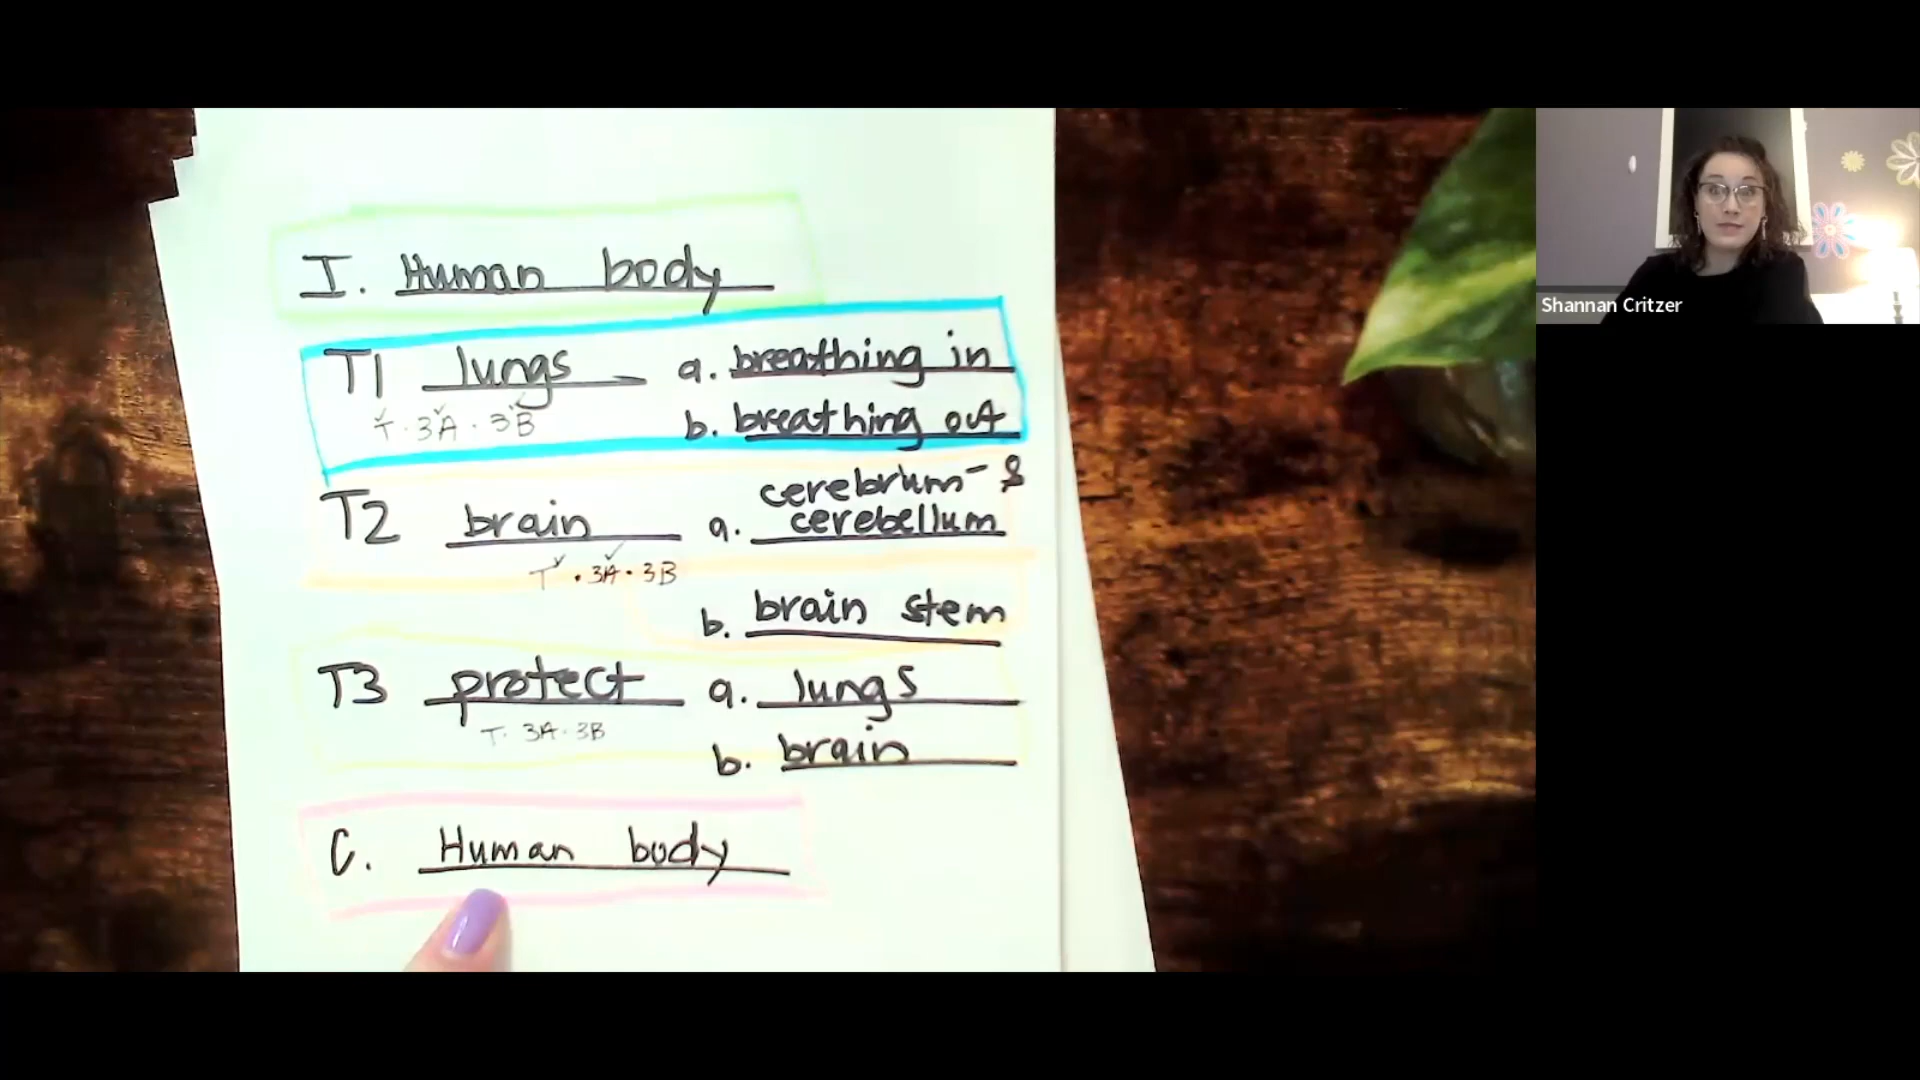 I. Human body
T1 lungs a. breathing in
T · 3A · 3B b. breathing out
T2 brain a. cerebrum - &
cerebellum
T · 3A · 3B
b. brain stem
T3 protect a. lungs
T · 3A · 3B
b. brain
C. Human body
Shannan Critzer